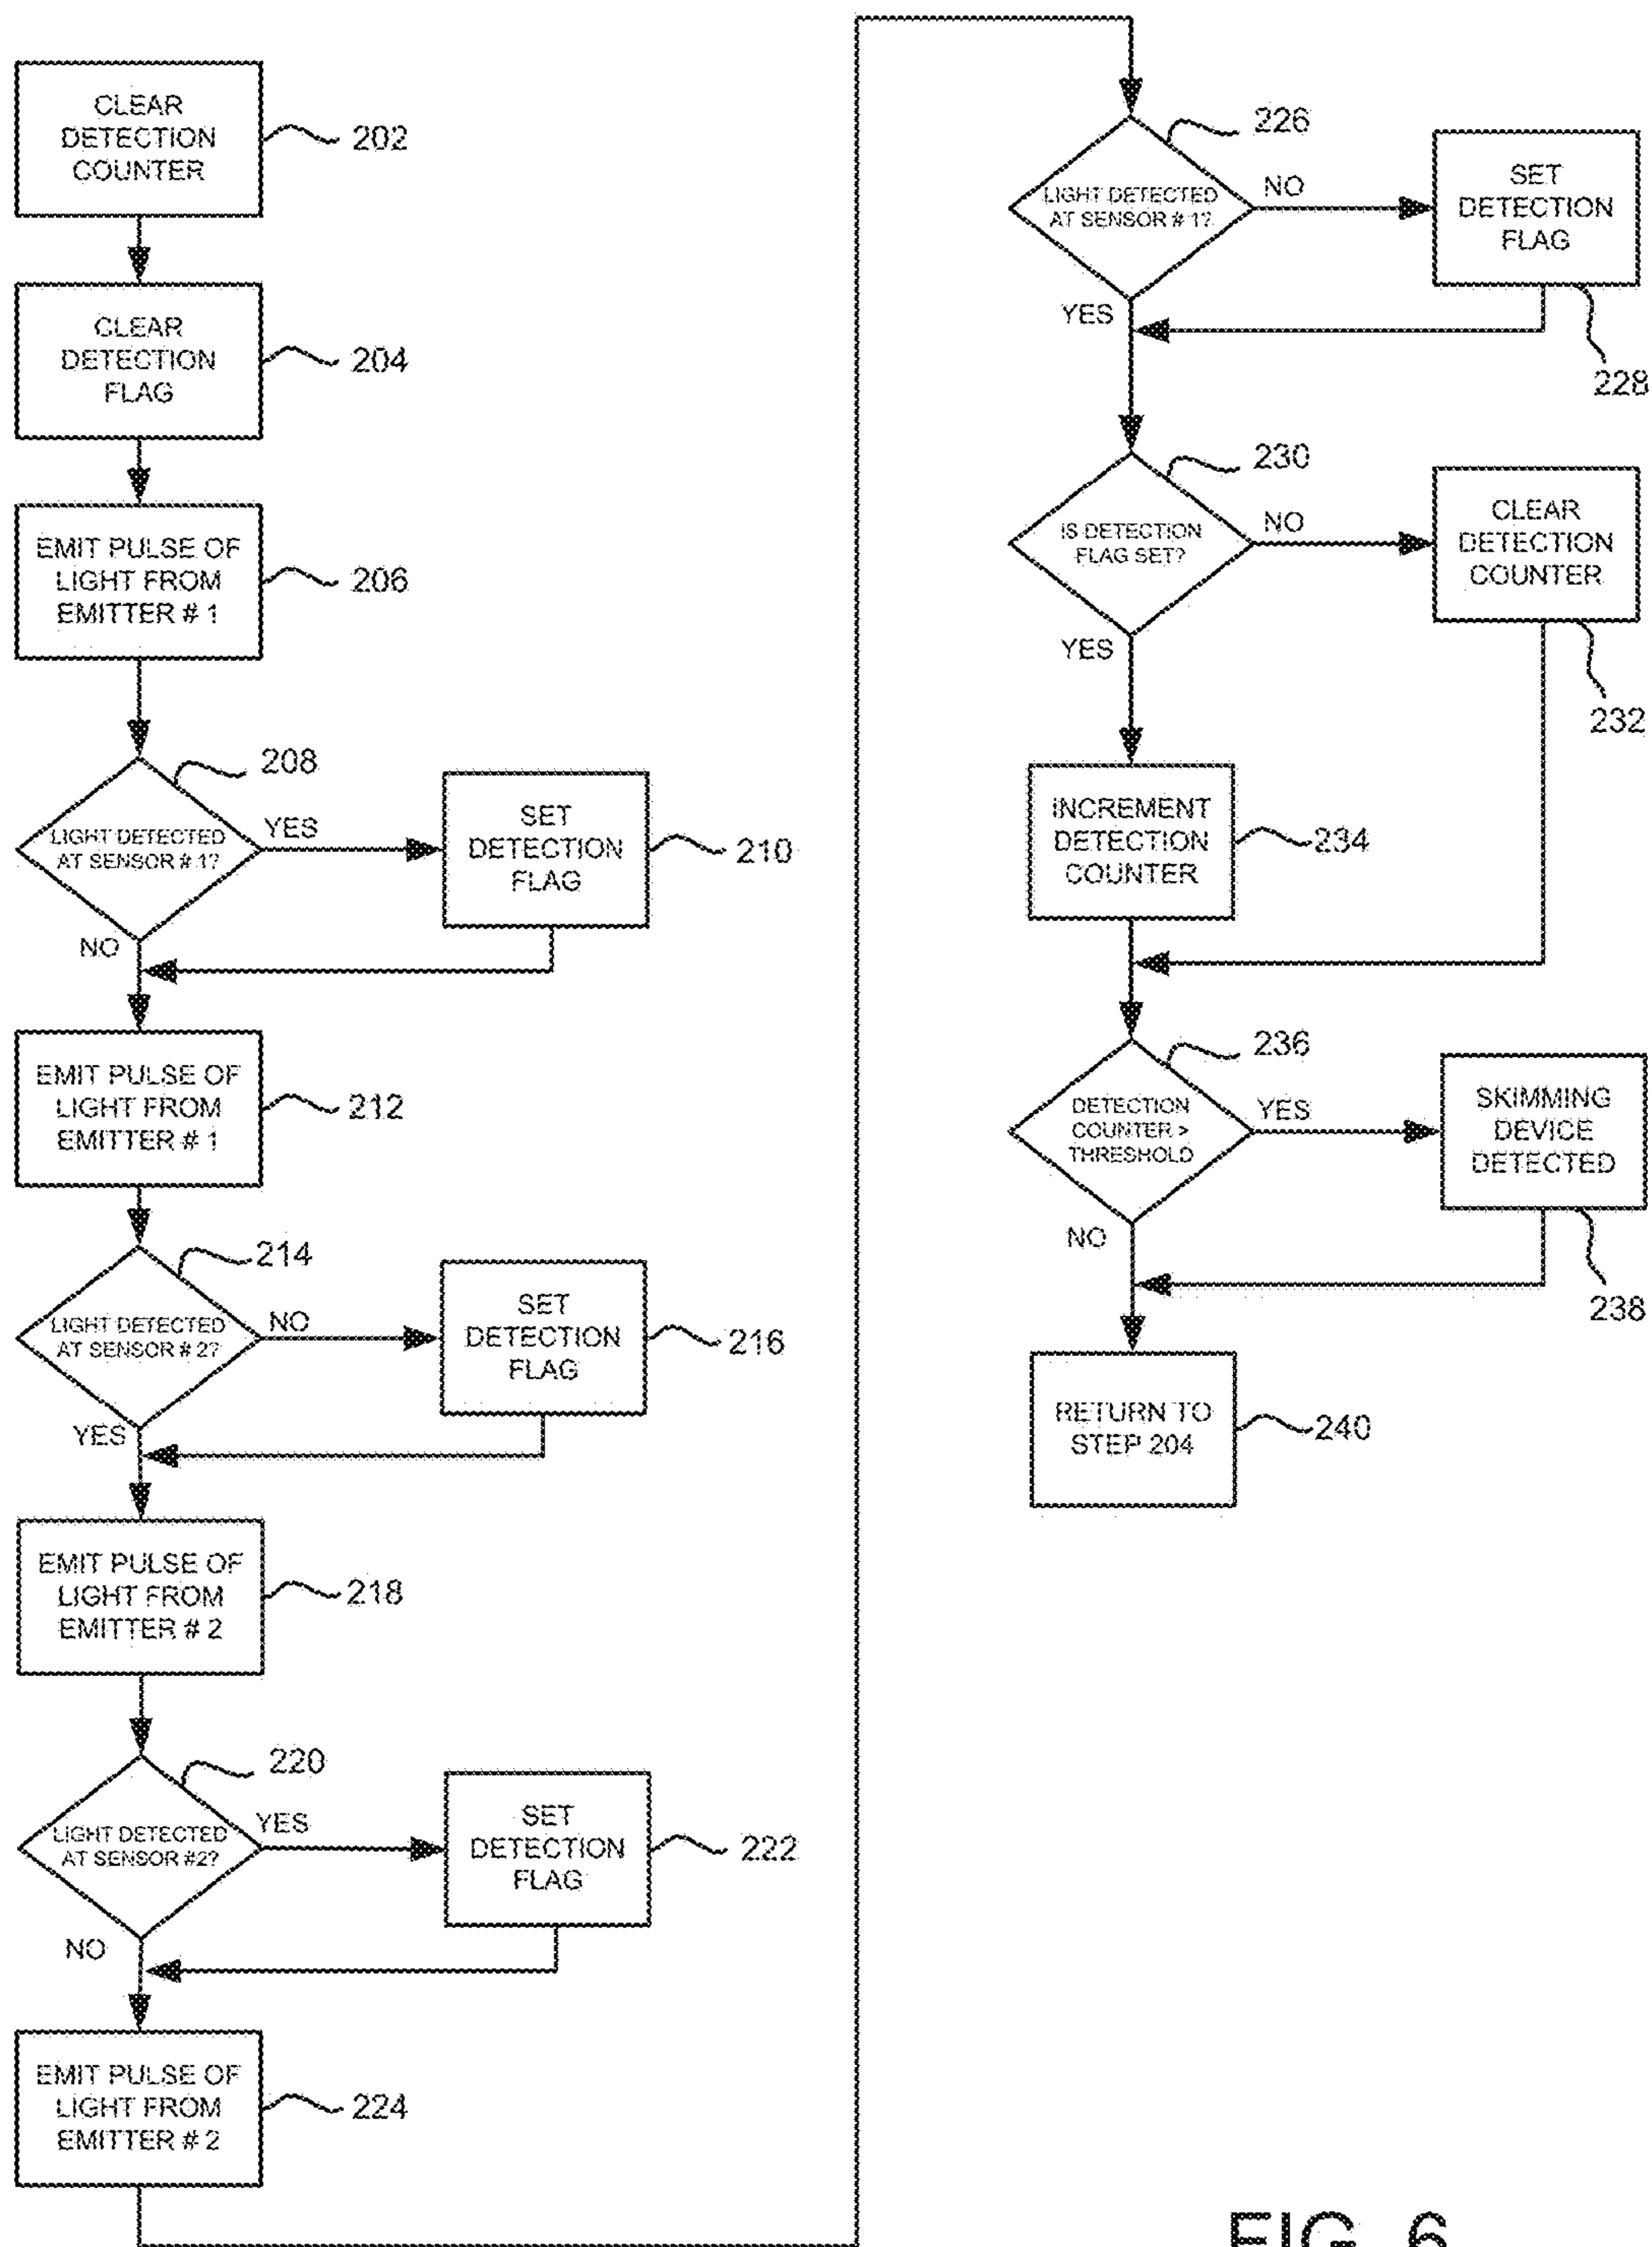 CLEAR
DETECTION
COUNTER
202
CLEAR
DETECTION
FLAG
204
EMIT PULSE OF
LIGHT FROM
EMITTER # 1
206
208
LIGHT DETECTED
AT SENSOR # 1?
YES
NO
SET
DETECTION
FLAG
210
EMIT PULSE OF
LIGHT FROM
EMITTER # 1
212
214
LIGHT DETECTED
AT SENSOR # 2?
NO
YES
SET
DETECTION
FLAG
216
EMIT PULSE OF
LIGHT FROM
EMITTER # 2
218
220
LIGHT DETECTED
AT SENSOR #2?
YES
NO
SET
DETECTION
FLAG
222
EMIT PULSE OF
LIGHT FROM
EMITTER # 2
224
226
LIGHT DETECTED
AT SENSOR # 1?
NO
YES
SET
DETECTION
FLAG
228
230
IS DETECTION
FLAG SET?
NO
YES
CLEAR
DETECTION
COUNTER
232
INCREMENT
DETECTION
COUNTER
234
236
DETECTION
COUNTER >
THRESHOLD
YES
NO
SKIMMING
DEVICE
DETECTED
238
RETURN TO
STEP 204
240
FIG. 6